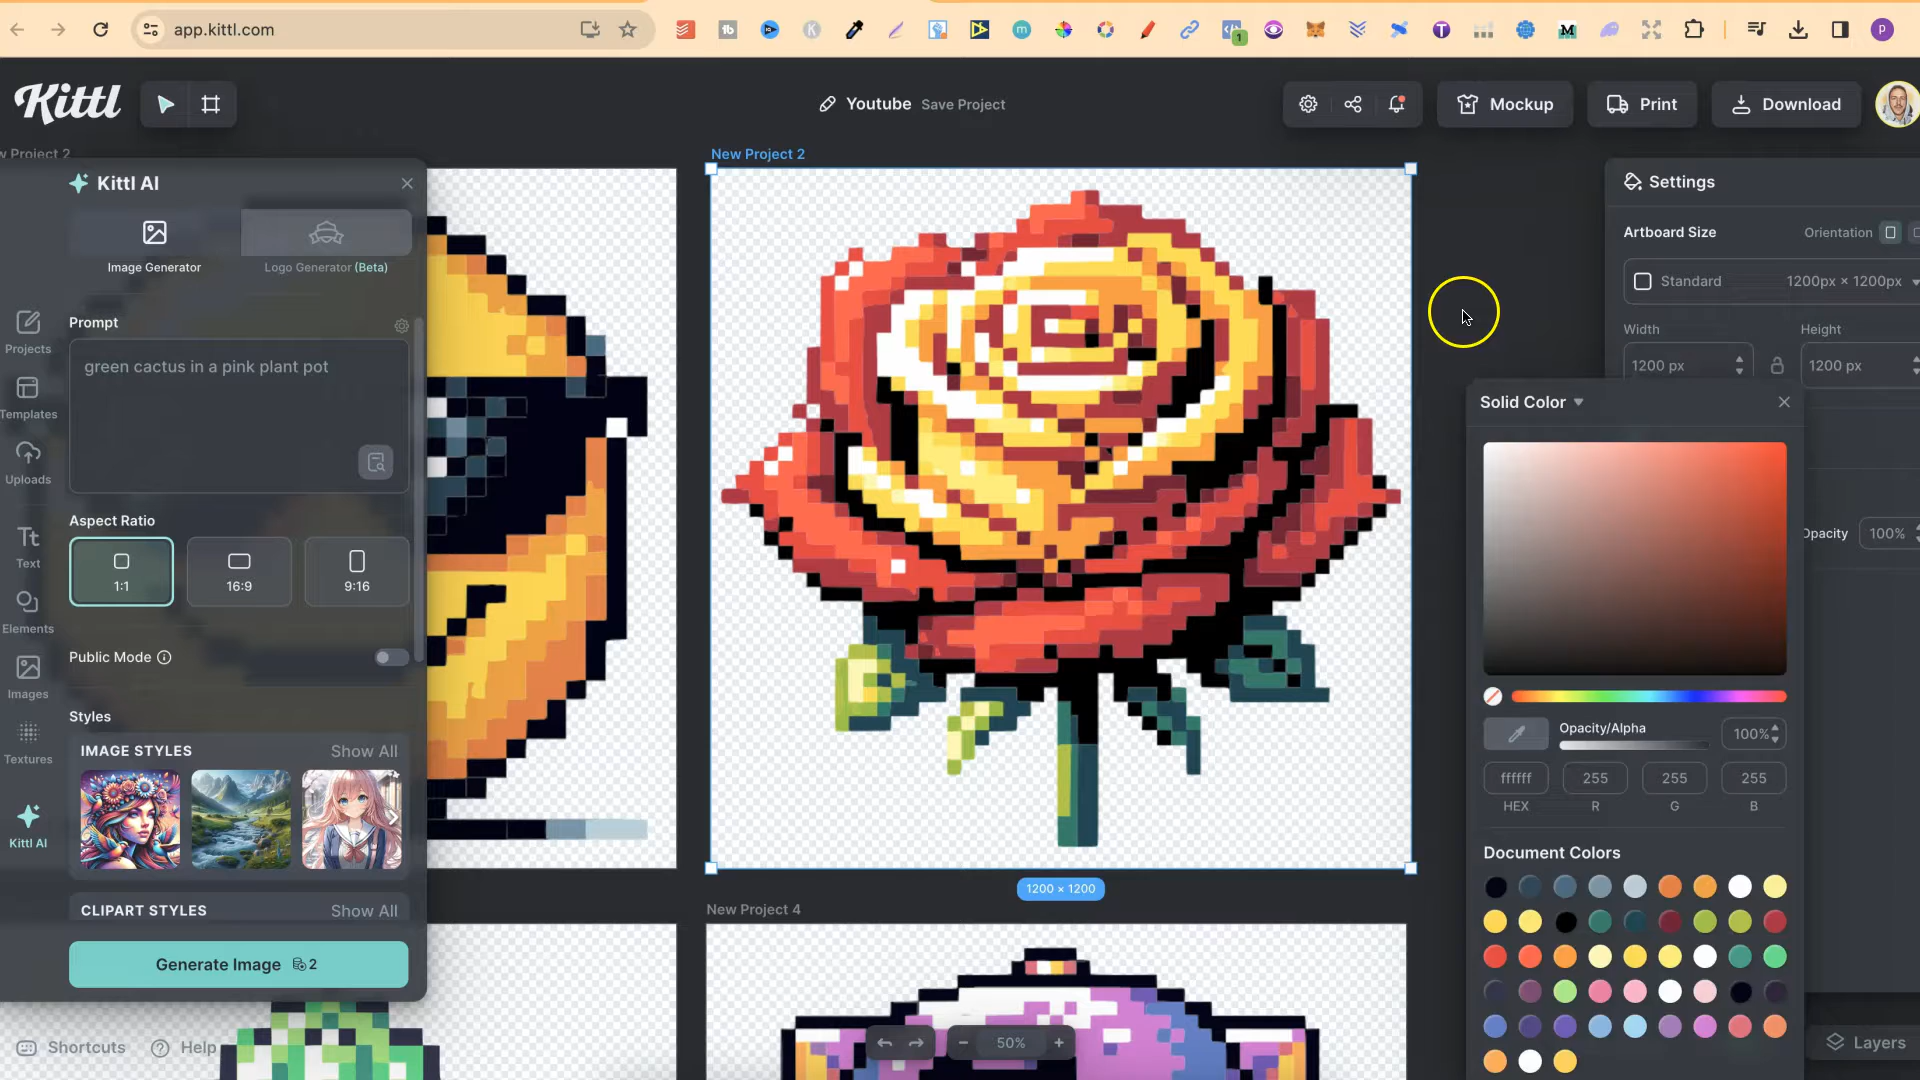 app.kittl.com
1
M
T
p
Kittl
Youtube Save Project
Mockup
Print
Download
w Project 2
New Project 2
Kittl AI
Image Generator
Logo Generator (Beta)
Prompt
green cactus in a pink plant pot
Projects
Templates
Uploads
Text
Elements
Images
Textures
Kittl AI
Aspect Ratio
1:1
16:9
9:16
Public Mode
Styles
IMAGE STYLES
Show All
CLIPART STYLES
Show All
Generate Image 2
Shortcuts
Help
1200 × 1200
New Project 4
50%
Settings
Artboard Size
Orientation
Standard
1200px × 1200px
Width
Height
1200 px
1200 px
Solid Color
Opacity
100%
Opacity/Alpha
100%
ffffff
255
255
255
HEX
R
G
B
Document Colors
Layers